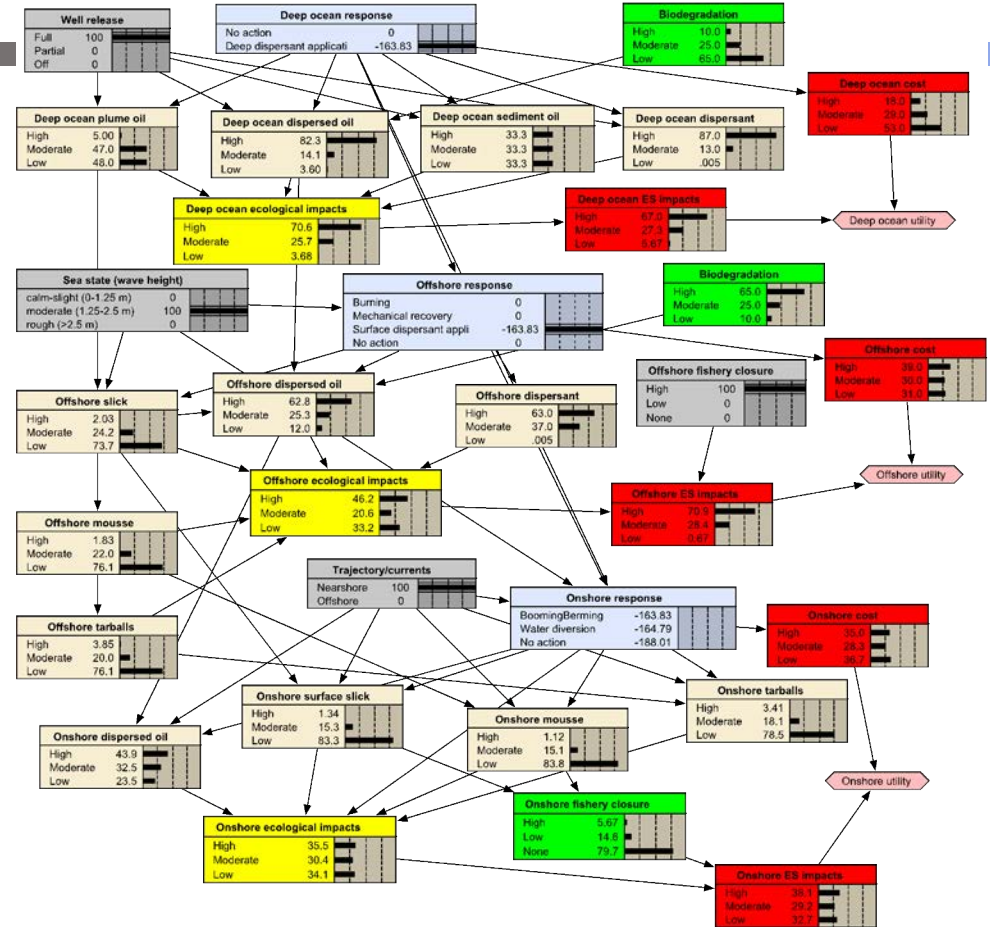 Well release
Full 100
Partial 0
Off 0
Deep ocean response
No action 0
Deep dispersant applicati -163.83
Biodegradation
High 10.0
Moderate 25.0
Low 65.0
Deep ocean cost
High 18.0
Moderate 29.0
Low 53.0
Deep ocean plume oil
High 5.00
Moderate 47.0
Low 48.0
Deep ocean dispersed oil
High 82.3
Moderate 14.1
Low 3.60
Deep ocean sediment oil
High 33.3
Moderate 33.3
Low 33.3
Deep ocean dispersant
High 87.0
Moderate 13.0
Low .005
Deep ocean ecological impacts
High 70.6
Moderate 25.7
Low 3.68
Deep ocean ES impacts
High 67.0
Moderate 27.3
Low 5.67
Deep ocean utility
Sea state (wave height)
calm-slight (0-1.25 m) 0
moderate (1.25-2.5 m) 100
rough (>2.5 m) 0
Offshore response
Burning 0
Mechanical recovery 0
Surface dispersant appli -163.83
No action 0
Biodegradation
High 65.0
Moderate 25.0
Low 10.0
Offshore cost
High 39.0
Moderate 30.0
Low 31.0
Offshore slick
High 2.03
Moderate 24.2
Low 73.7
Offshore dispersed oil
High 62.8
Moderate 25.3
Low 12.0
Offshore dispersant
High 63.0
Moderate 37.0
Low .005
Offshore fishery closure
High 100
Low 0
None 0
Offshore utility
Offshore ecological impacts
High 46.2
Moderate 20.6
Low 33.2
Offshore ES impacts
High 70.9
Moderate 28.4
Low 0.67
Offshore mousse
High 1.83
Moderate 22.0
Low 76.1
Trajectory/currents
Nearshore 100
Offshore 0
Onshore response
BoomingBerming -163.83
Water diversion -164.79
No action -188.01
Onshore cost
High 35.0
Moderate 28.3
Low 36.7
Offshore tarballs
High 3.85
Moderate 20.0
Low 76.1
Onshore surface slick
High 1.34
Moderate 15.3
Low 83.3
Onshore tarballs
High 3.41
Moderate 18.1
Low 78.5
Onshore dispersed oil
High 43.9
Moderate 32.5
Low 23.5
Onshore mousse
High 1.12
Moderate 15.1
Low 83.8
Onshore utility
Onshore ecological impacts
High 35.5
Moderate 30.4
Low 34.1
Onshore fishery closure
High 5.67
Low 14.6
None 79.7
Onshore ES impacts
High 38.1
Moderate 29.2
Low 32.7